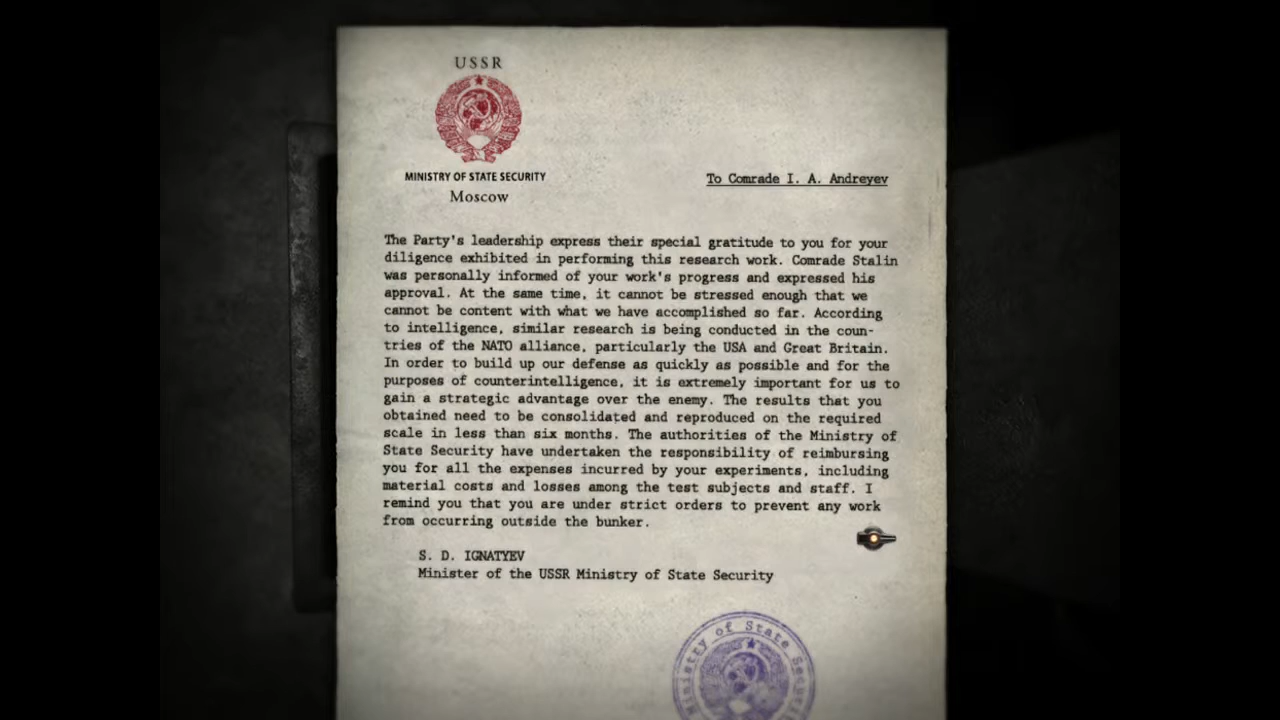 USSR
MINISTRY OF STATE SECURITY
Moscow
To Comrade I. A. Andreyev
The Party's leadership express their special gratitude to you for your
diligence exhibited in performing this research work. Comrade Stalin
was personally informed of your work's progress and expressed his
approval. At the same time, it cannot be stressed enough that we
cannot be content with what we have accomplished so far. According
to intelligence, similar research is being conducted in the coun-
tries of the NATO alliance, particularly the USA and Great Britain.
In order to build up our defense as quickly as possible and for the
purposes of counterintelligence, it is extremely important for us to
gain a strategic advantage over the enemy. The results that you
obtained need to be consolidated and reproduced on the required
scale in less than six months. The authorities of the Ministry of
State Security have undertaken the responsibility of reimbursing
you for all the expenses incurred by your experiments, including
material costs and losses among the test subjects and staff. I
remind you that you are under strict orders to prevent any work
from occurring outside the bunker.
S. D. IGNATYEV
Minister of the USSR Ministry of State Security
Ministry of State Securit